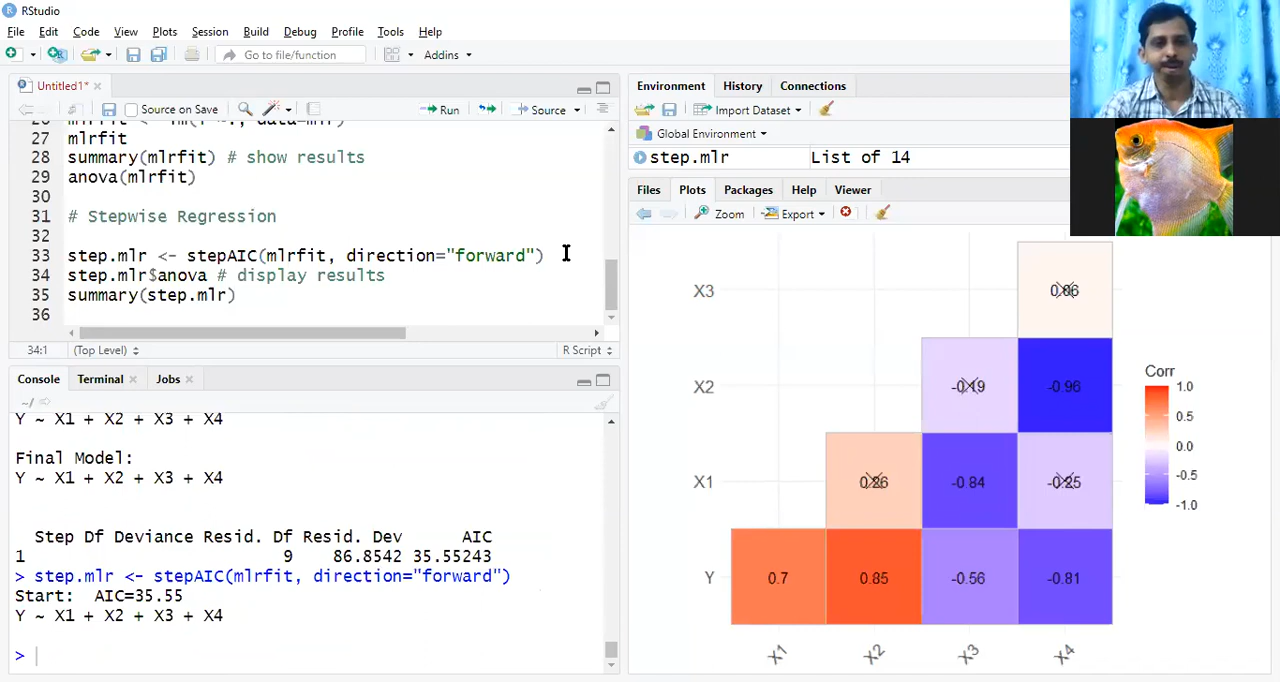 RStudio
File Edit Code View Plots Session Build Debug Profile Tools Help
Go to file/function Addins
Untitled1*
Source on Save Run Source
27 mlrfit
28 summary(mlrfit) # show results
29 anova(mlrfit)
30
31 # Stepwise Regression
32
33 step.mlr <- stepAIC(mlrfit, direction="forward")
34 step.mlr$anova # display results
35 summary(step.mlr)
36
34:1 (Top Level) R Script
Console Terminal Jobs
~/
Y ~ X1 + X2 + X3 + X4
Final Model:
Y ~ X1 + X2 + X3 + X4
Step Df Deviance Resid. Df Resid. Dev AIC
1 9 86.8542 35.55243
> step.mlr <- stepAIC(mlrfit, direction="forward")
Start: AIC=35.55
Y ~ X1 + X2 + X3 + X4
>
Environment History Connections
Import Dataset
Global Environment
step.mlr List of 14
Files Plots Packages Help Viewer
Zoom Export
X3
X2 -0.19 -0.96
X1 0.26 -0.84 -0.25
Y 0.7 0.85 -0.56 -0.81
X1 X2 X3 X4
Corr
1.0
0.5
0.0
-0.5
-1.0